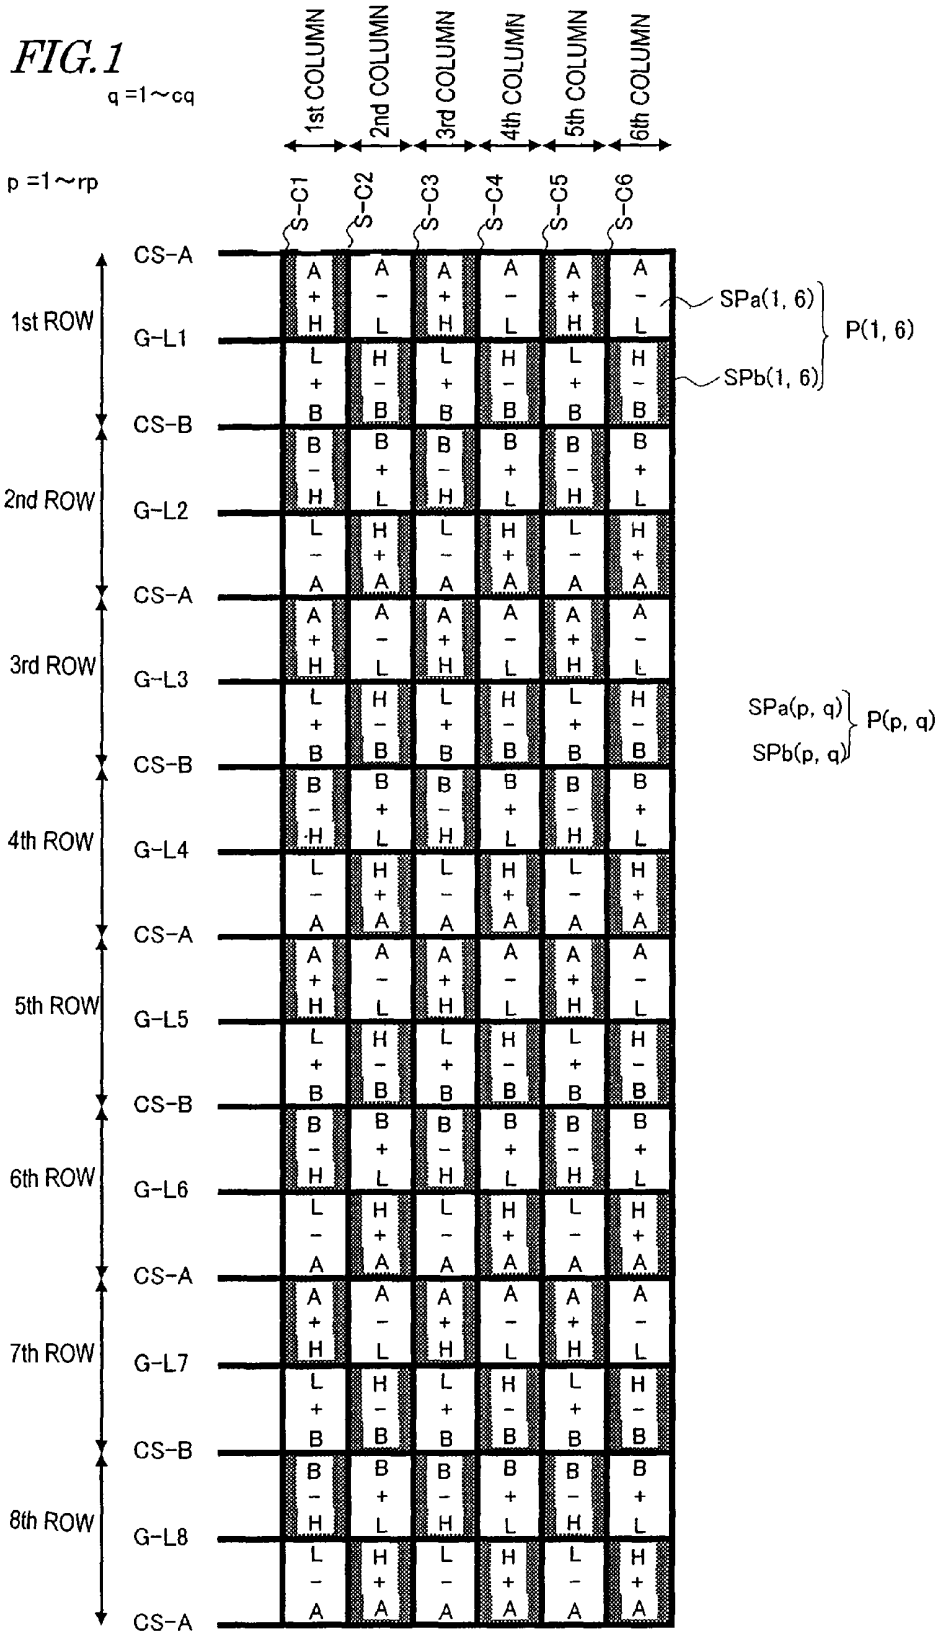 FIG.1
q =1~cq
1st COLUMN
2nd COLUMN
3rd COLUMN
4th COLUMN
5th COLUMN
6th COLUMN
p =1~rp
S-C1
S-C2
S-C3
S-C4
S-C5
S-C6
CS-A
A A A A A A
+ - + - + -
H L H L H L
SPa(1, 6)
P(1, 6)
1st ROW
G-L1
L H L H L H
+ - + - + -
B B B B B B
SPb(1, 6)
CS-B
B B B B B B
- + - + - +
H L H L H L
2nd ROW
G-L2
L H L H L H
- + - + - +
A A A A A A
CS-A
A A A A A A
+ - + - + -
H L H L H L
3rd ROW
G-L3
L H L H L H
+ - + - + -
B B B B B B
SPa(p, q)
P(p, q)
SPb(p, q)
CS-B
B B B B B B
- + - + - +
H L H L H L
4th ROW
G-L4
L H L H L H
- + - + - +
A A A A A A
CS-A
A A A A A A
+ - + - + -
H L H L H L
5th ROW
G-L5
L H L H L H
+ - + - + -
B B B B B B
CS-B
B B B B B B
- + - + - +
H L H L H L
6th ROW
G-L6
L H L H L H
- + - + - +
A A A A A A
CS-A
A A A A A A
+ - + - + -
H L H L H L
7th ROW
G-L7
L H L H L H
+ - + - + -
B B B B B B
CS-B
B B B B B B
- + - + - +
H L H L H L
8th ROW
G-L8
L H L H L H
- + - + - +
A A A A A A
CS-A